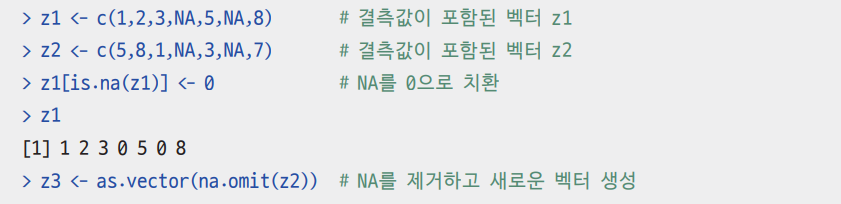 > z1 <- c(1,2,3,NA,5,NA,8) # 결측값이 포함된 벡터 z1
> z2 <- c(5,8,1,NA,3,NA,7) # 결측값이 포함된 벡터 z2
> z1[is.na(z1)] <- 0 # NA를 0으로 치환
> z1
[1] 1 2 3 0 5 0 8
> z3 <- as.vector(na.omit(z2)) # NA를 제거하고 새로운 벡터 생성